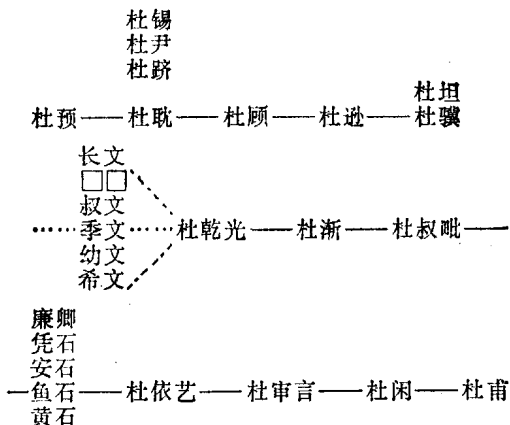 杜锡
杜尹
杜跻
杜坦
杜预——杜耽——杜顾——杜逊——杜骥
长文
□□
叔文
……季文……杜乾光——杜渐——杜叔毗——
幼文
希文
廉卿
凭石
安石
—鱼石——杜依艺——杜审言——杜闲——杜甫
黄石